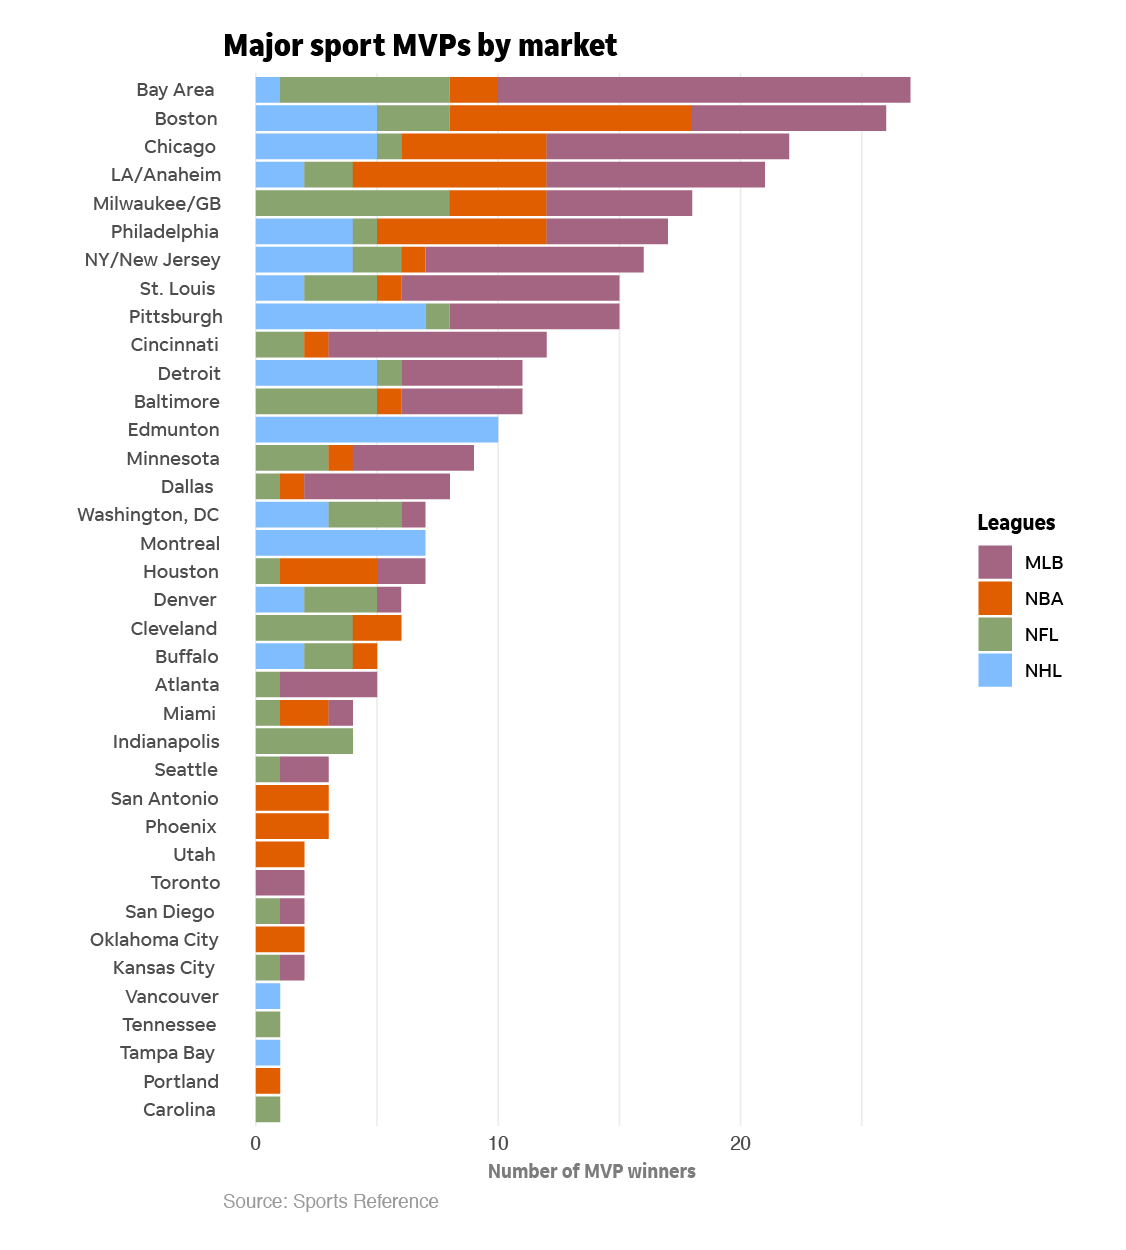 Major sport MVPs by market
Bay Area
Boston
Chicago
LA/Anaheim
Milwaukee/GB
Philadelphia
NY/New Jersey
St. Louis
Pittsburgh
Cincinnati
Detroit
Baltimore
Edmunton
Minnesota
Dallas
Washington, DC
Montreal
Houston
Denver
Cleveland
Buffalo
Atlanta
Miami
Indianapolis
Seattle
San Antonio
Phoenix
Utah
Toronto
San Diego
Oklahoma City
Kansas City
Vancouver
Tennessee
Tampa Bay
Portland
Carolina
0 10 20
Number of MVP winners
Source: Sports Reference
Leagues
MLB
NBA
NFL
NHL